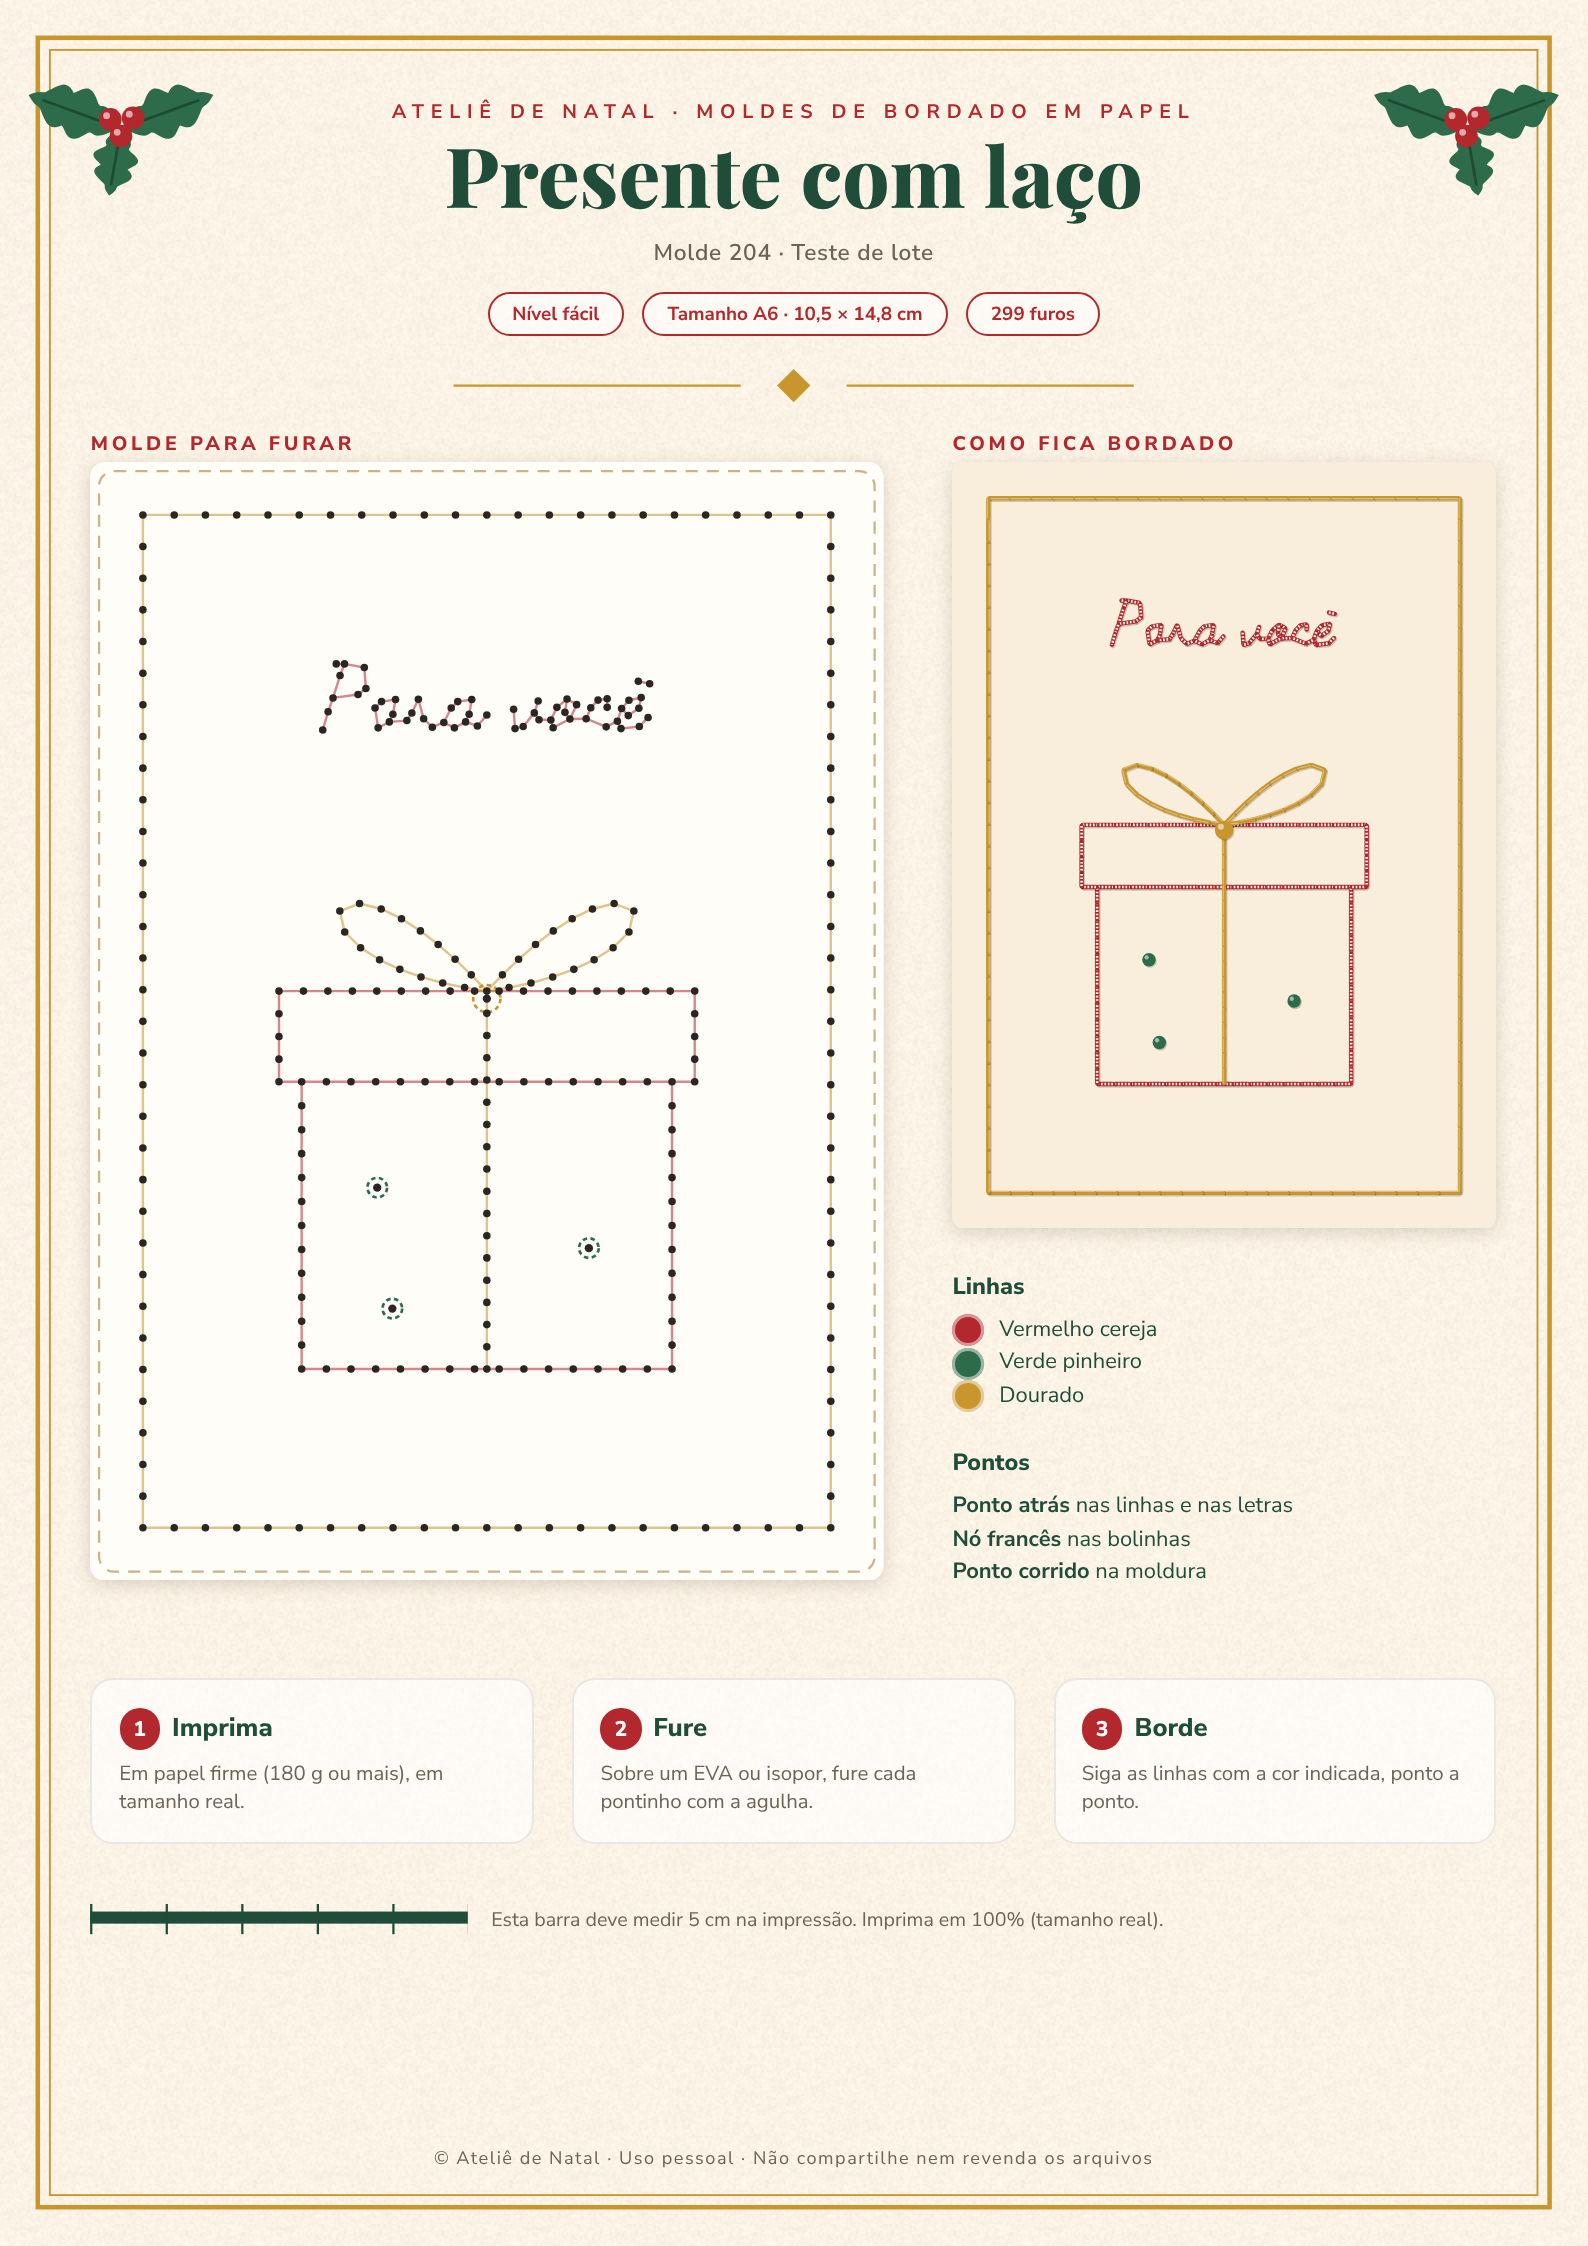 ATELIÊ DE NATAL · MOLDES DE BORDADO EM PAPEL
Presente com laço
Molde 204 · Teste de lote
Nível fácil
Tamanho A6 · 10,5 × 14,8 cm
299 furos
MOLDE PARA FURAR
Para você
COMO FICA BORDADO
Para você
Linhas
Vermelho cereja
Verde pinheiro
Dourado
Pontos
Ponto atrás nas linhas e nas letras
Nó francês nas bolinhas
Ponto corrido na moldura
1 Imprima
Em papel firme (180 g ou mais), em
tamanho real.
2 Fure
Sobre um EVA ou isopor, fure cada
pontinho com a agulha.
3 Borde
Siga as linhas com a cor indicada, ponto a
ponto.
Esta barra deve medir 5 cm na impressão. Imprima em 100% (tamanho real).
© Ateliê de Natal · Uso pessoal · Não compartilhe nem revenda os arquivos